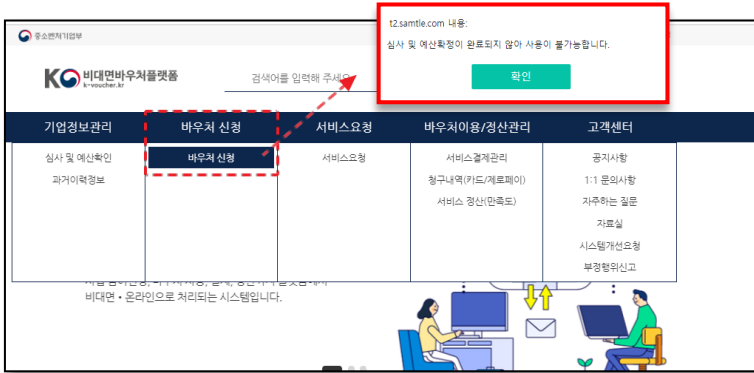 t2.samtle.com 내용:
심사 및 예산확정이 완료되지 않아 사용이 불가능합니다.
확인
중소벤처기업부
비대면바우처플랫폼
k-voucher.kr
검색어를 입력해 주세요
기업정보관리 바우처 신청 서비스요청 바우처이용/정산관리 고객센터
심사 및 예산확인 바우처 신청 서비스요청 서비스결제관리 공지사항
과거이력정보 청구내역(카드/제로페이) 1:1 문의사항
서비스 정산(만족도) 자주하는 질문
자료실
시스템개선요청
부정행위신고
비대면 • 온라인으로 처리되는 시스템입니다.